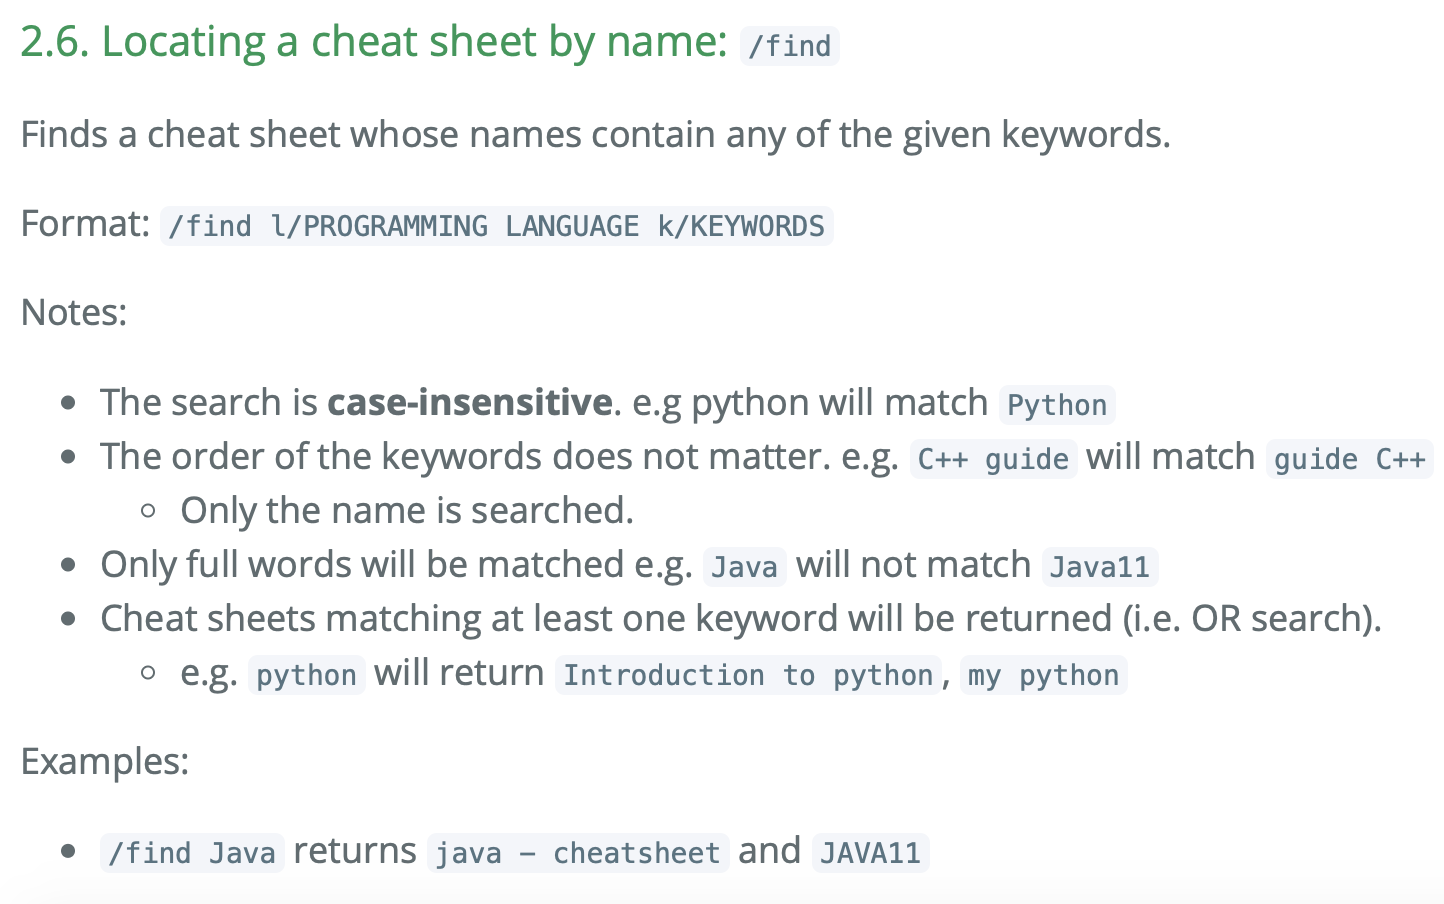 2.6. Locating a cheat sheet by name: /find
Finds a cheat sheet whose names contain any of the given keywords.
Format: /find l/PROGRAMMING LANGUAGE k/KEYWORDS
Notes:
• The search is case-insensitive. e.g python will match Python
• The order of the keywords does not matter. e.g. C++ guide will match guide C++
◦ Only the name is searched.
• Only full words will be matched e.g. Java will not match Java11
• Cheat sheets matching at least one keyword will be returned (i.e. OR search).
◦ e.g. python will return Introduction to python, my python
Examples:
• /find Java returns java – cheatsheet and JAVA11